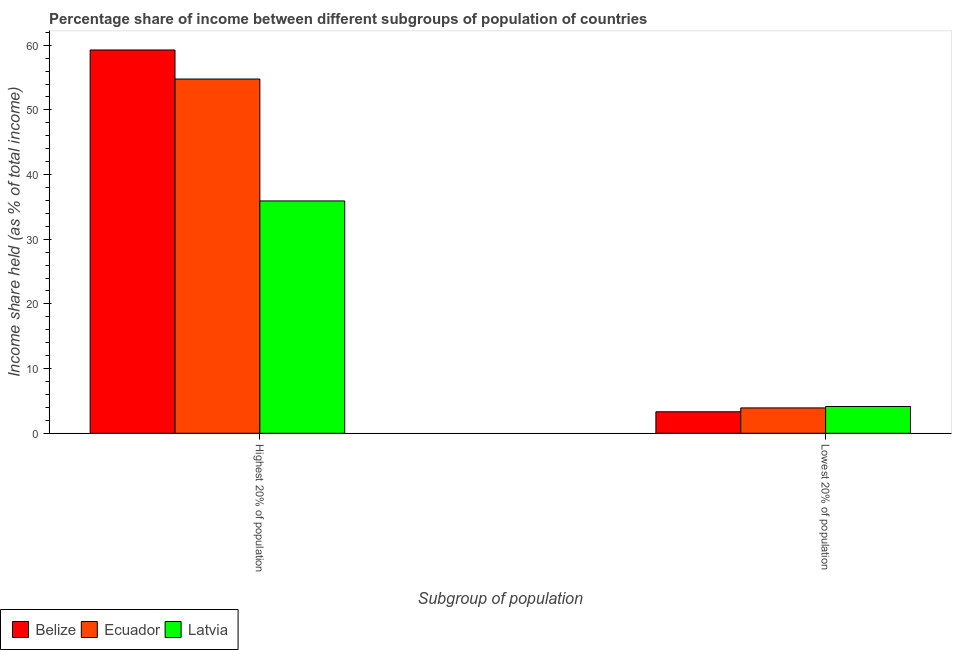 Percentage share of income between different subgroups of population of countries
Income share held (as % of total income)
60
50
40
30
20
10
0
Highest 20% of population
Lowest 20% of population
Subgroup of population
Belize
Ecuador
Latvia